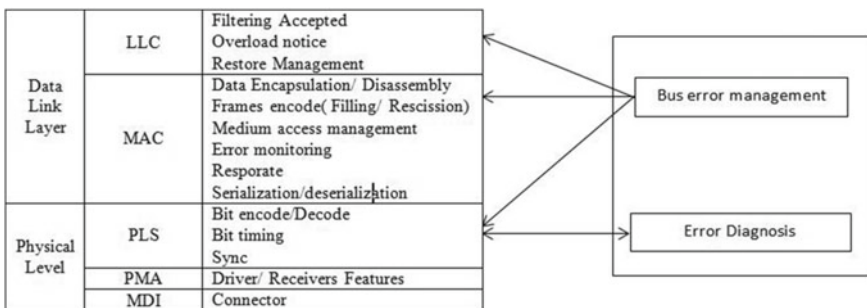 Data
Link
Layer
LLC
Filtering Accepted
Overload notice
Restore Management
MAC
Data Encapsulation/ Disassembly
Frames encode( Filling/ Rescission)
Medium access management
Error monitoring
Resporate
Serialization/deserialization
Physical
Level
PLS
Bit encode/Decode
Bit timing
Sync
PMA
Driver/ Receivers Features
MDI
Connector
Bus error management
Error Diagnosis